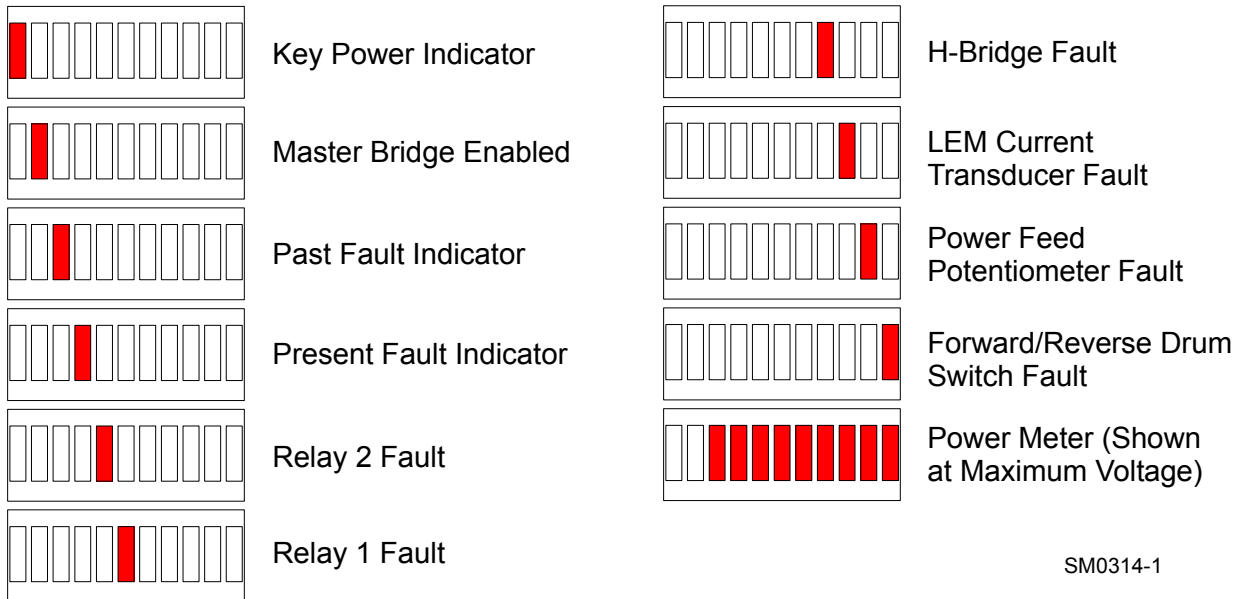 Key Power Indicator
Master Bridge Enabled
Past Fault Indicator
Present Fault Indicator
Relay 2 Fault
Relay 1 Fault
H-Bridge Fault
LEM Current
Transducer Fault
Power Feed
Potentiometer Fault
Forward/Reverse Drum
Switch Fault
Power Meter (Shown
at Maximum Voltage)
SM0314-1